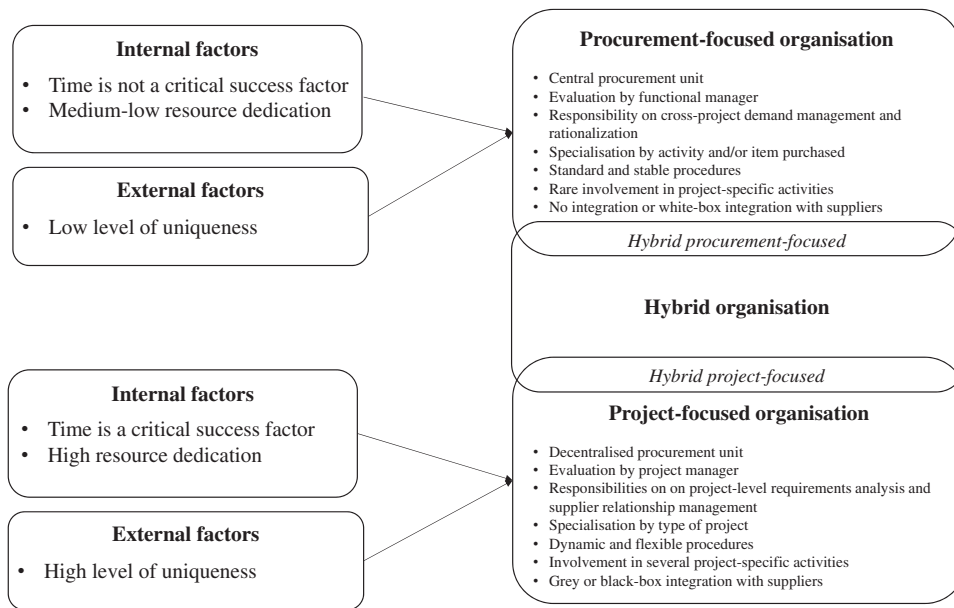 Internal factors
• Time is not a critical success factor
• Medium-low resource dedication
External factors
• Low level of uniqueness
Procurement-focused organisation
• Central procurement unit
• Evaluation by functional manager
• Responsibility on cross-project demand management and
rationalization
• Specialisation by activity and/or item purchased
• Standard and stable procedures
• Rare involvement in project-specific activities
• No integration or white-box integration with suppliers
Hybrid procurement-focused
Hybrid organisation
Hybrid project-focused
Internal factors
• Time is a critical success factor
• High resource dedication
External factors
• High level of uniqueness
Project-focused organisation
• Decentralised procurement unit
• Evaluation by project manager
• Responsibilities on on project-level requirements analysis and
supplier relationship management
• Specialisation by type of project
• Dynamic and flexible procedures
• Involvement in several project-specific activities
• Grey or black-box integration with suppliers